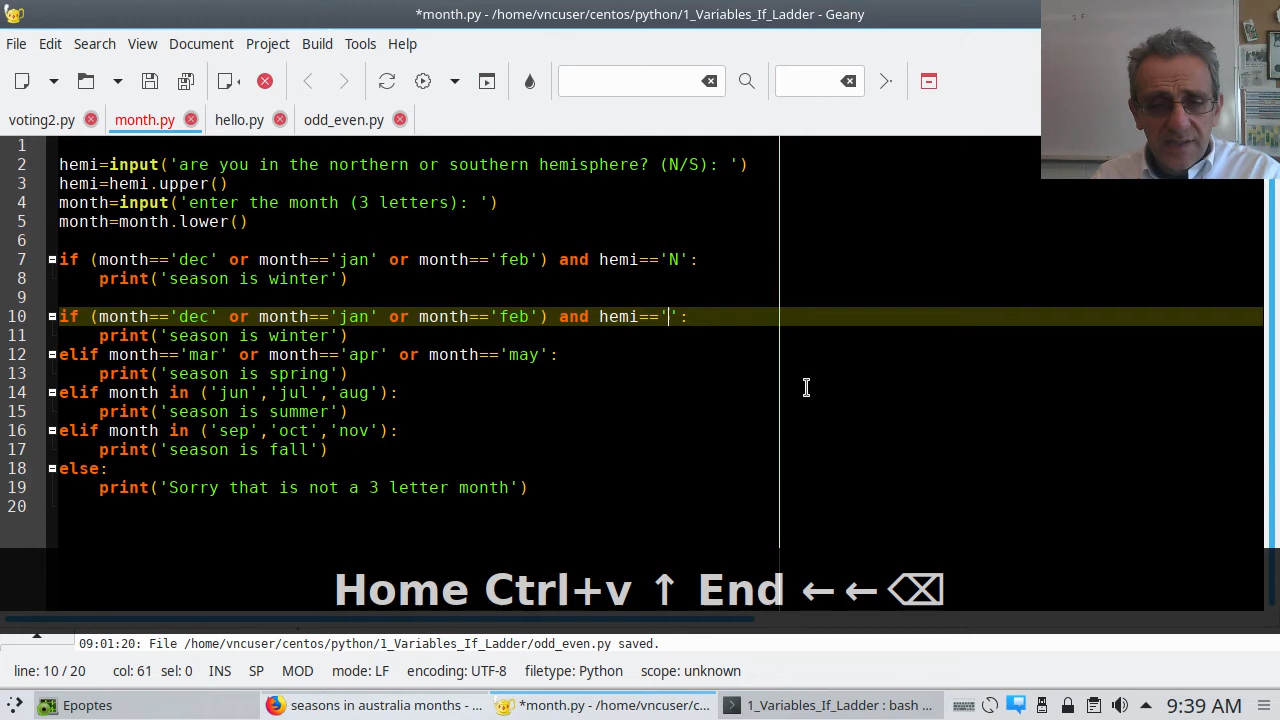 *month.py - /home/vncuser/centos/python/1_Variables_If_Ladder - Geany
File Edit Search View Document Project Build Tools Help
voting2.py month.py hello.py odd_even.py
1
2 hemi=input('are you in the northern or southern hemisphere? (N/S): ')
3 hemi=hemi.upper()
4 month=input('enter the month (3 letters): ')
5 month=month.lower()
6
7 if (month=='dec' or month=='jan' or month=='feb') and hemi=='N':
8 print('season is winter')
9
10 if (month=='dec' or month=='jan' or month=='feb') and hemi=='':
11 print('season is winter')
12 elif month=='mar' or month=='apr' or month=='may':
13 print('season is spring')
14 elif month in ('jun','jul','aug'):
15 print('season is summer')
16 elif month in ('sep','oct','nov'):
17 print('season is fall')
18 else:
19 print('Sorry that is not a 3 letter month')
20
Home Ctrl+v ↑ End ←←⌫
09:01:20: File /home/vncuser/centos/python/1_Variables_If_Ladder/odd_even.py saved.
line: 10 / 20 col: 61 sel: 0 INS SP MOD mode: LF encoding: UTF-8 filetype: Python scope: unknown
Epoptes seasons in australia months - ... *month.py - /home/vncuser/c... 1_Variables_If_Ladder : bash ... 9:39 AM